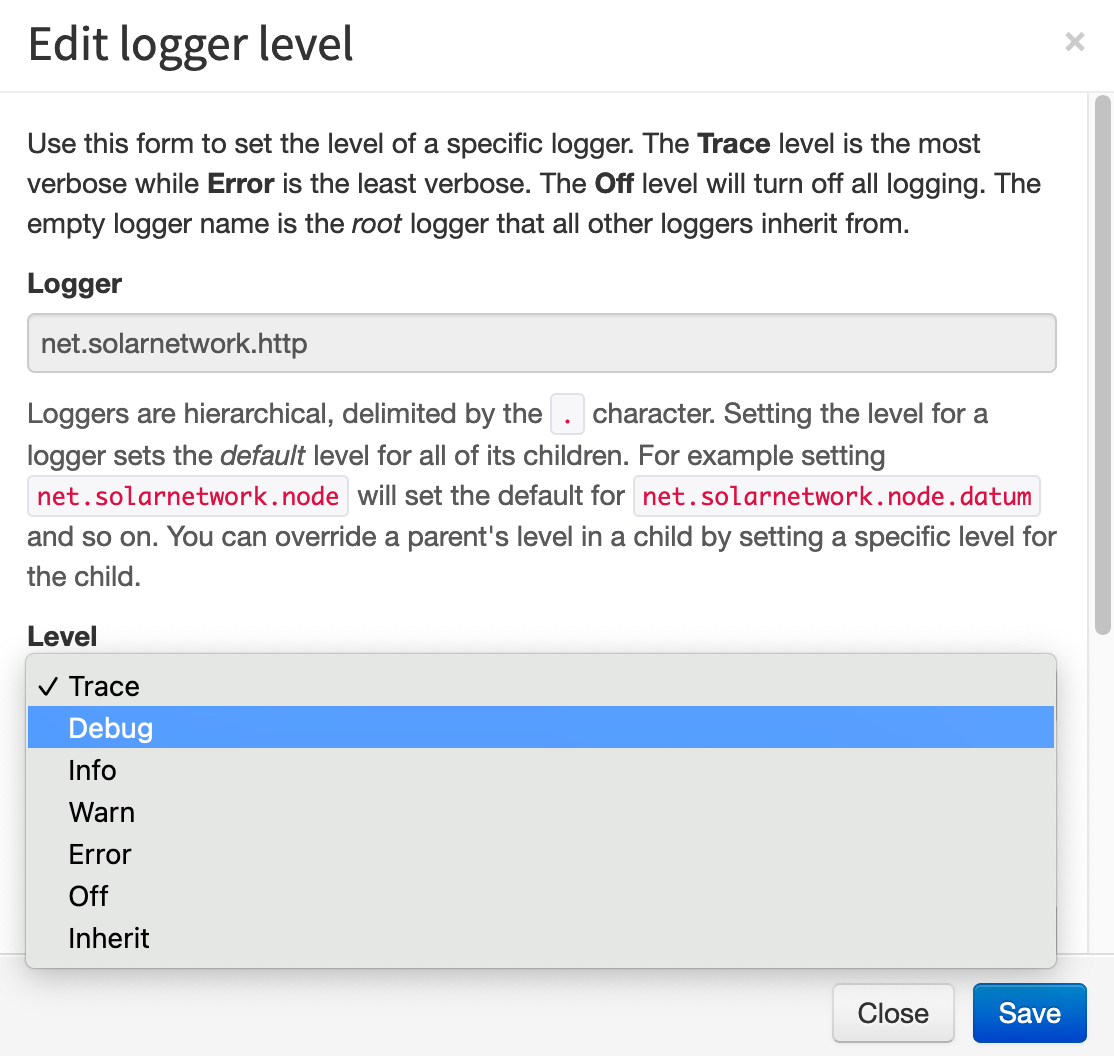 Edit logger level
×
Use this form to set the level of a specific logger. The Trace level is the most
verbose while Error is the least verbose. The Off level will turn off all logging. The
empty logger name is the root logger that all other loggers inherit from.
Logger
net.solarnetwork.http
Loggers are hierarchical, delimited by the . character. Setting the level for a
logger sets the default level for all of its children. For example setting
net.solarnetwork.node will set the default for net.solarnetwork.node.datum
and so on. You can override a parent's level in a child by setting a specific level for
the child.
Level
✓ Trace
Debug
Info
Warn
Error
Off
Inherit
Close Save